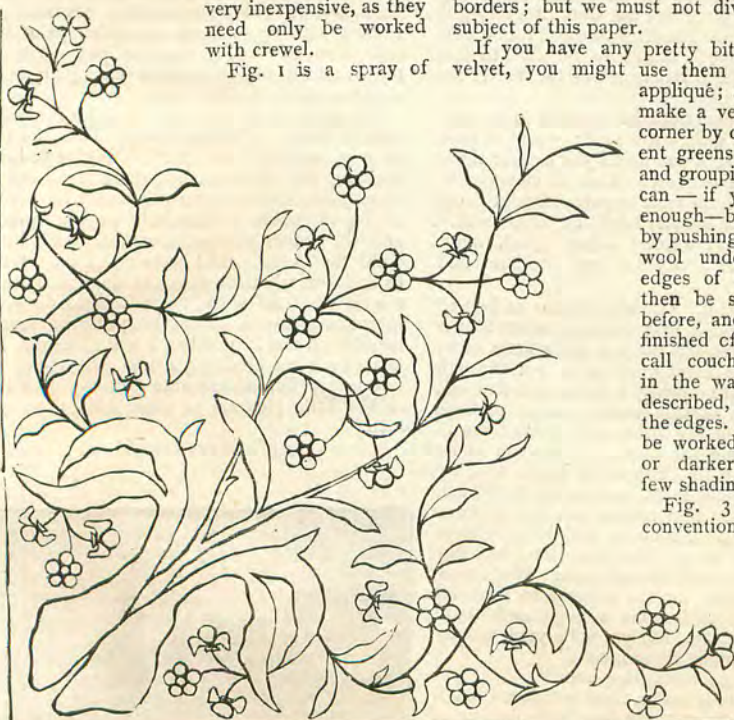 very inexpensive, as they
need only be worked
with crewel.
Fig. 1 is a spray of
borders; but we must not div
subject of this paper.
If you have any pretty bit
velvet, you might use them
appliqué;
make a ve
corner by d
ent greens
and groupi
can — if y
enough—b
by pushing
wool und
edges of
then be s
before, and
finished cf
call couch
in the wa
described,
the edges.
be worked
or darker
few shadin
Fig. 3
convention